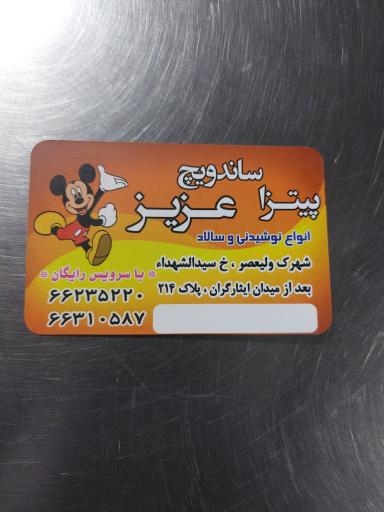 ساندویچ
پیتزا عزیز
انواع نوشیدنی و سالاد
شهرک ولیعصر ، خ سیدالشهداء
بعد از میدان ایثارگران ، پلاک ۲۱۴
* با سرویس رایگان *
۶۶۲۳۵۲۲۰
۶۶۳۱۰۵۸۷